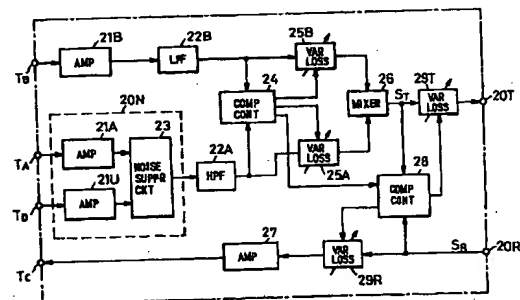 21B
22B
25B
TB
AMP
LPF
VAR LOSS
24
26
29T
20N
COMP CONT
MIXER
ST
VAR LOSS
20T
21A
23
TA
AMP
22A
VAR LOSS
28
21U
NOISE SUPPR CKT
HPF
25A
COMP CONT
TD
AMP
27
SR
20R
TC
AMP
VAR LOSS
29R